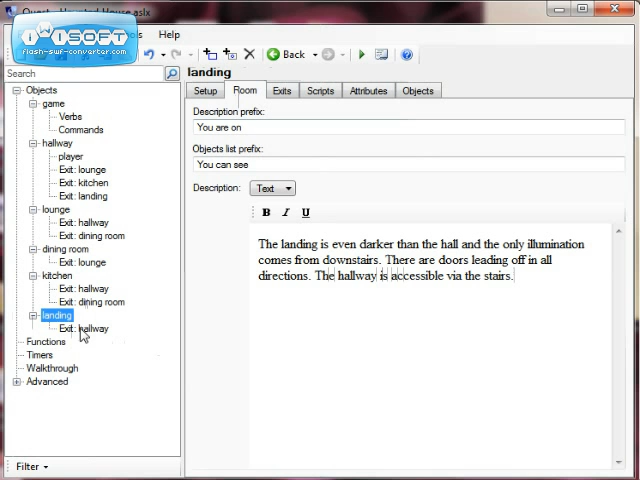 Quest - Haunted House.aslx
iwisoft
flash-swf-converter.com
Help
Back
Search
Objects
game
Verbs
Commands
hallway
player
Exit: lounge
Exit: kitchen
Exit: landing
lounge
Exit: hallway
Exit: dining room
dining room
Exit: lounge
kitchen
Exit: hallway
Exit: dining room
landing
Exit: hallway
Functions
Timers
Walkthrough
Advanced
Filter
landing
Setup Room Exits Scripts Attributes Objects
Description prefix:
You are on
Objects list prefix:
You can see
Description: Text
B I U
The landing is even darker than the hall and the only illumination
comes from downstairs. There are doors leading off in all
directions. The hallway is accessible via the stairs.